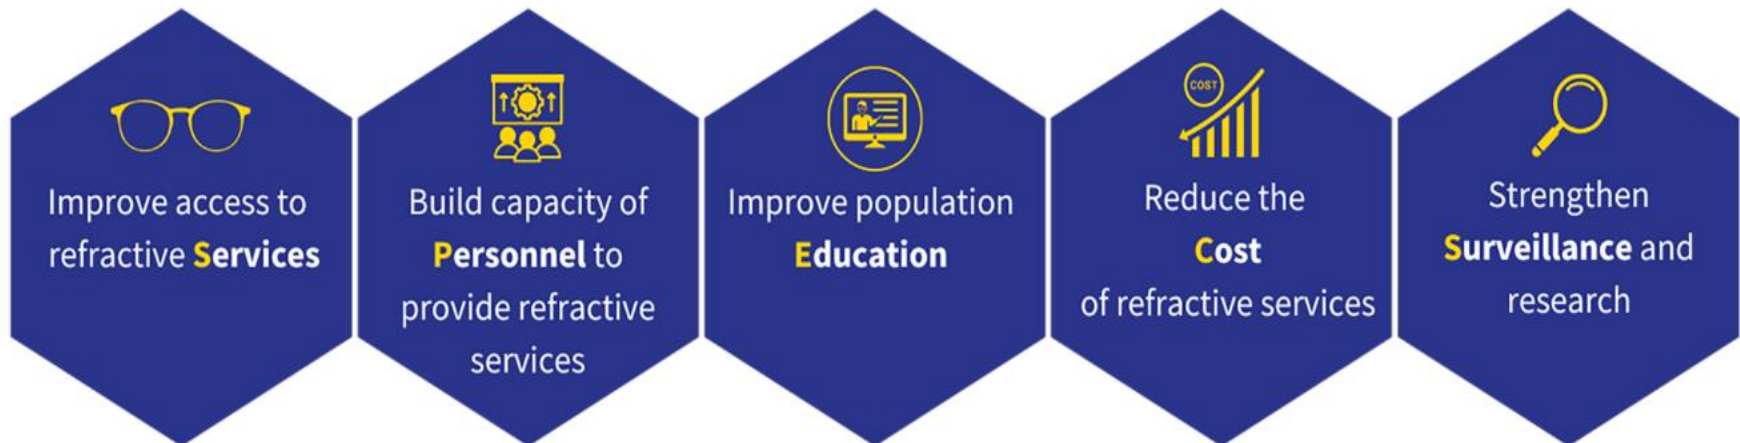 Improve access to
refractive Services
Build capacity of
Personnel to
provide refractive
services
Improve population
Education
COST
Reduce the
Cost
of refractive services
Strengthen
Surveillance and
research